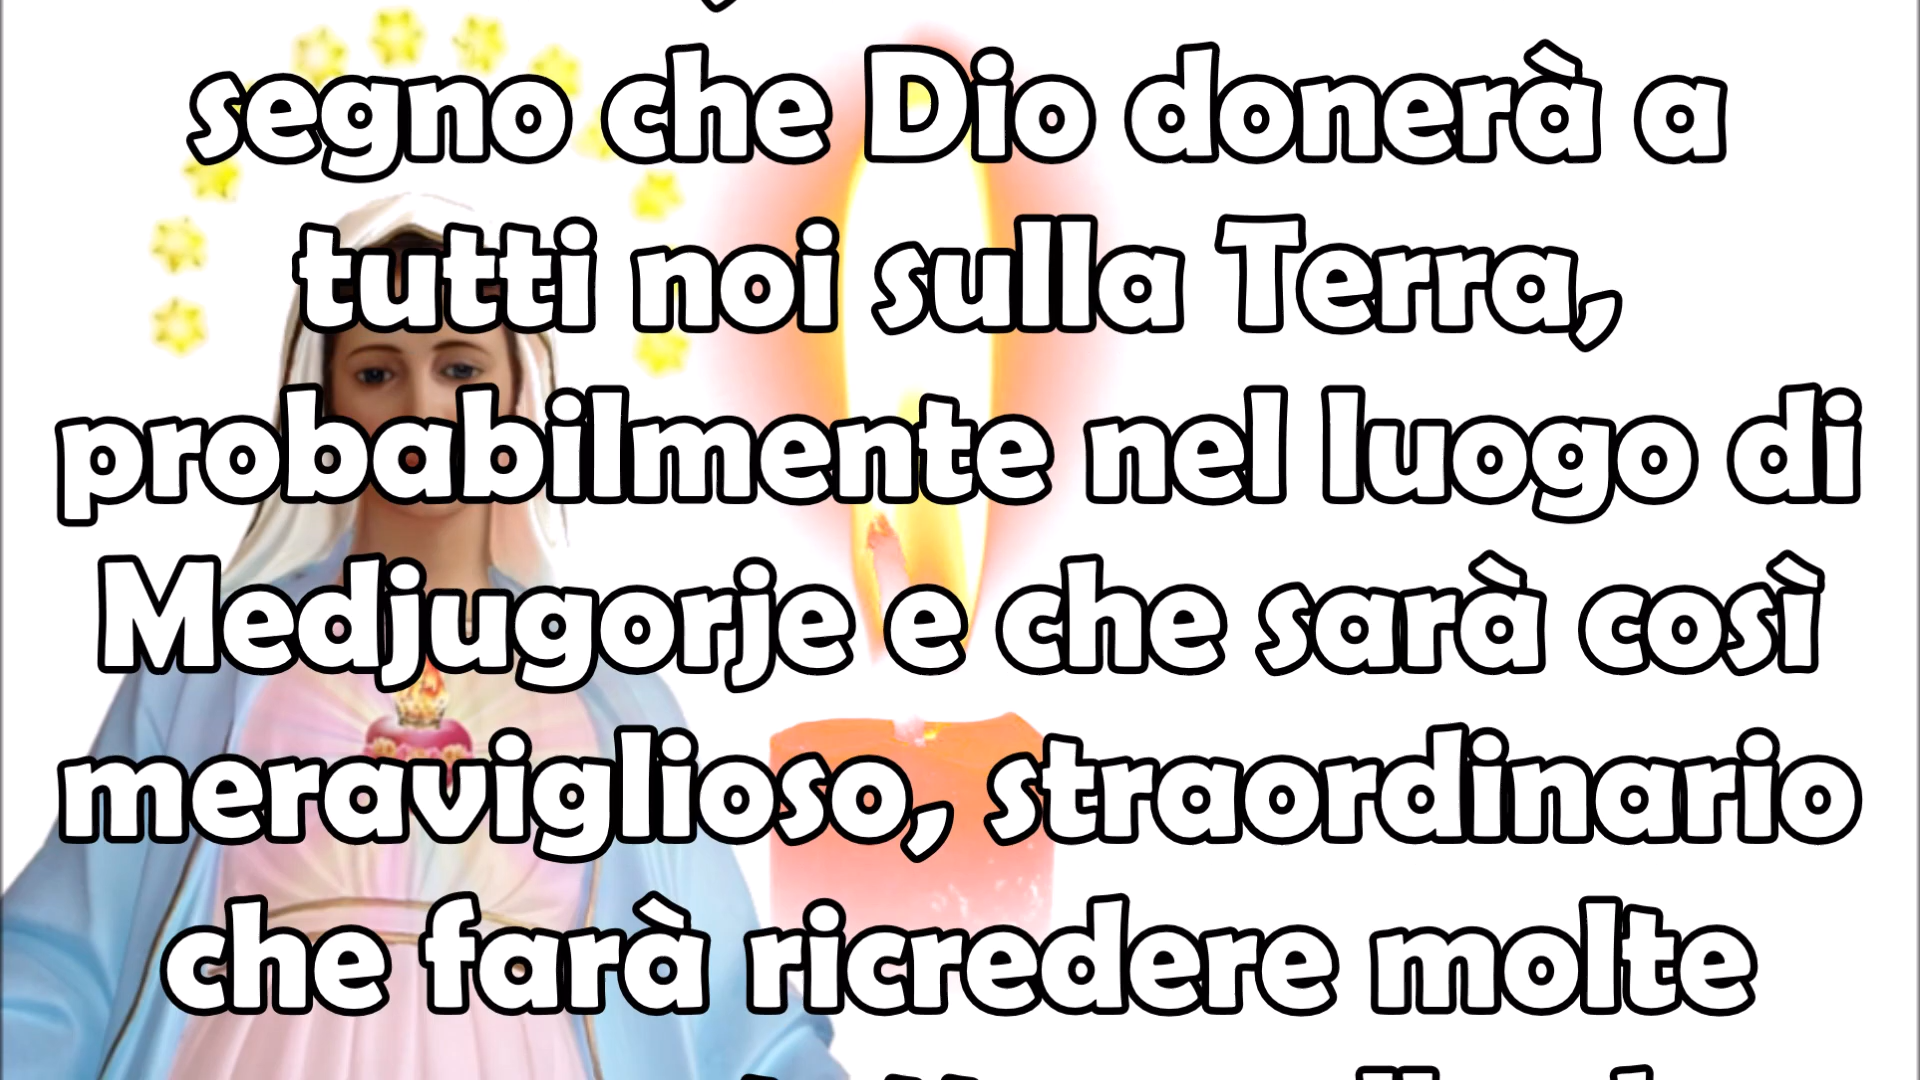 segno che Dio donerà a
tutti noi sulla Terra,
probabilmente nel luogo di
Medjugorje e che sarà così
meraviglioso, straordinario
che farà ricredere molte